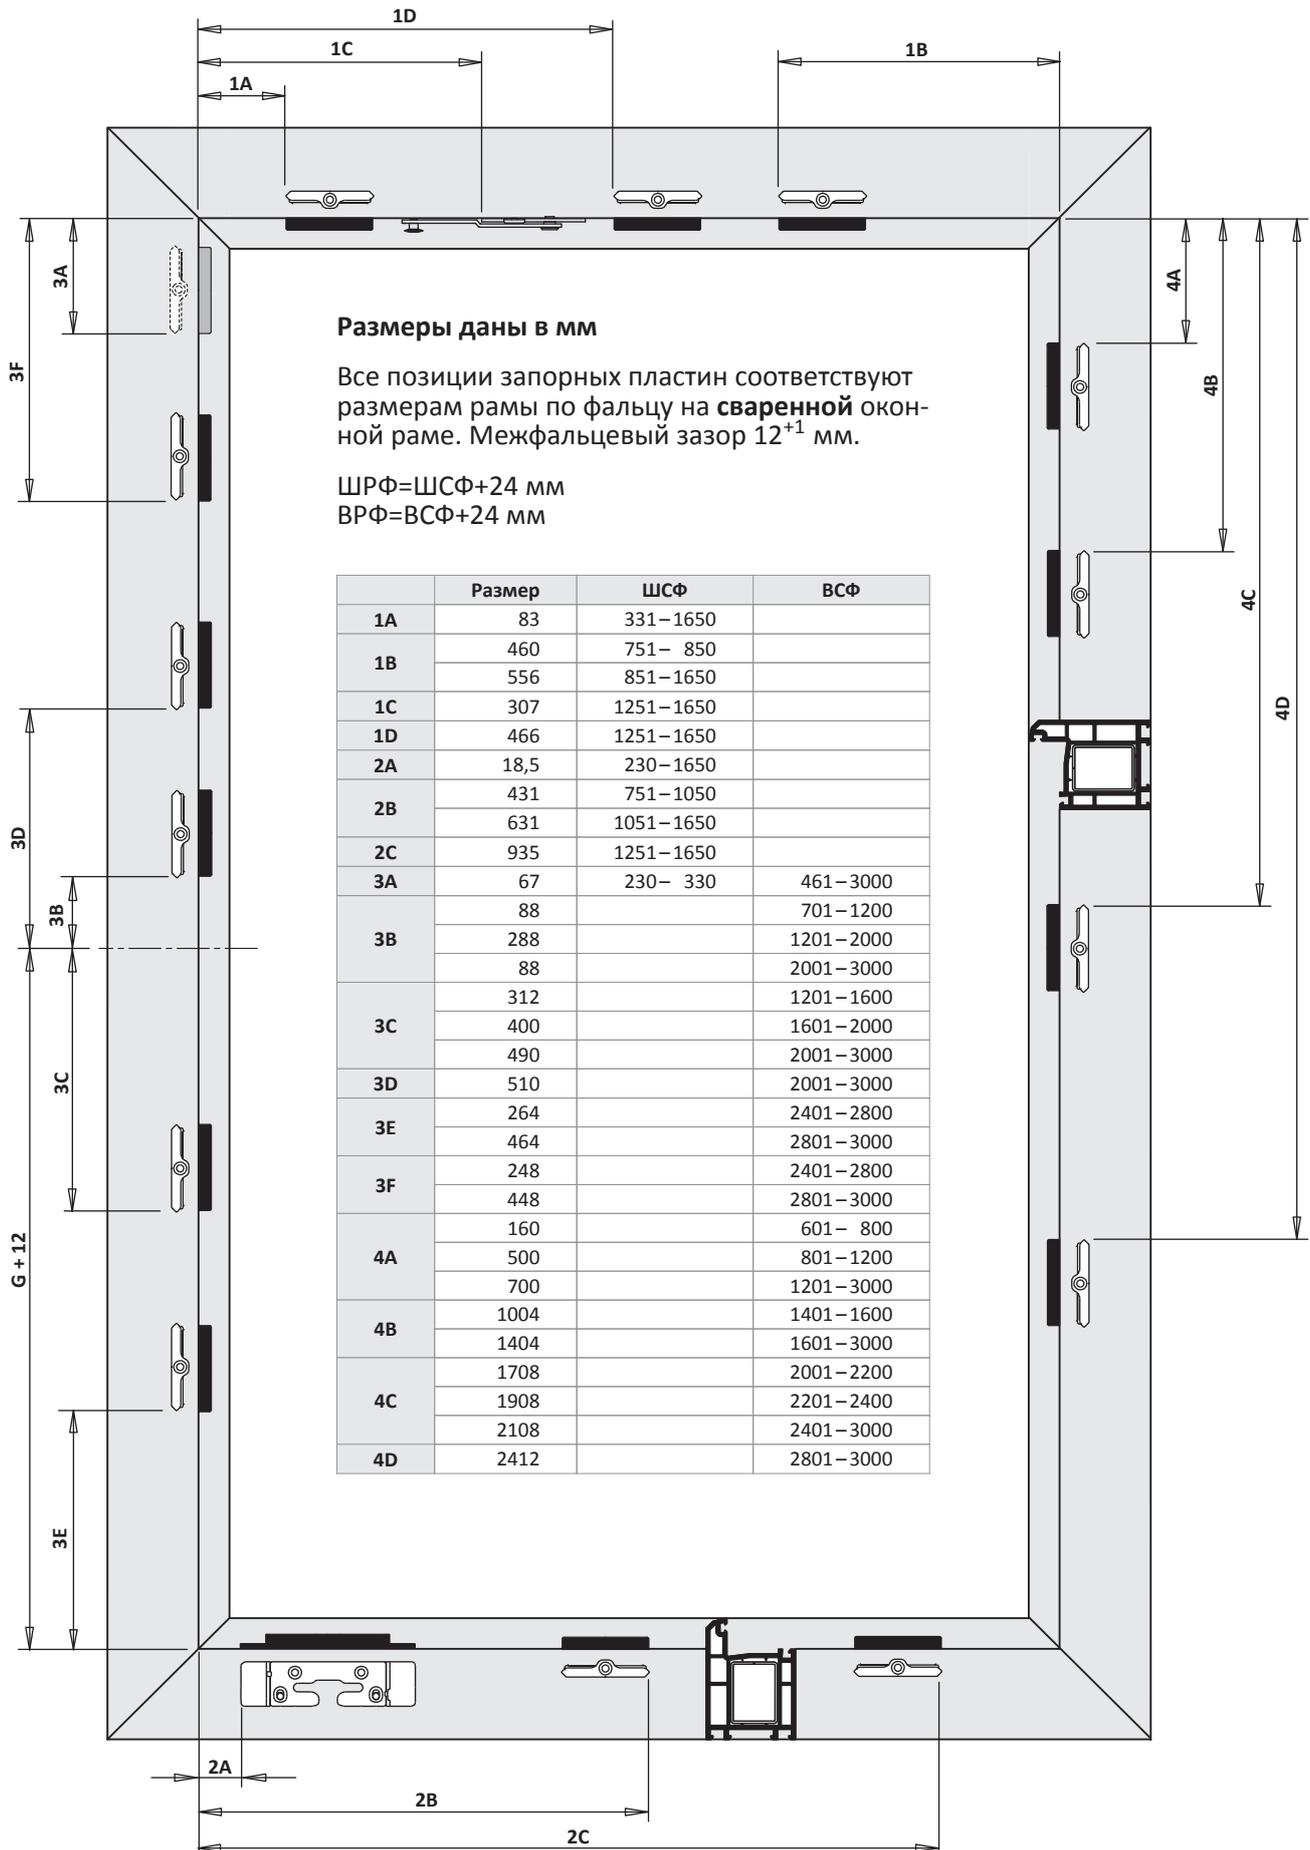 1D
1C
1B
1A
3A
3F
4A
4B
4C
4D
Размеры даны в мм
Все позиции запорных пластин соответствуют
размерам рамы по фальцу на сваренной окон-
ной раме. Межфальцевый зазор 12+1 мм.
ШРФ=ШСФ+24 мм
ВРФ=ВСФ+24 мм
Размер ШСФ ВСФ
1A 83 331–1650
1B 460 751– 850
556 851–1650
1C 307 1251–1650
1D 466 1251–1650
2A 18,5 230–1650
2B 431 751–1050
631 1051–1650
2C 935 1251–1650
3A 67 230– 330 461–3000
3B 88 701–1200
288 1201–2000
88 2001–3000
3C 312 1201–1600
400 1601–2000
490 2001–3000
3D 510 2001–3000
3E 264 2401–2800
464 2801–3000
3F 248 2401–2800
448 2801–3000
4A 160 601– 800
500 801–1200
700 1201–3000
4B 1004 1401–1600
1404 1601–3000
4C 1708 2001–2200
1908 2201–2400
2108 2401–3000
4D 2412 2801–3000
3D
3B
3C
G + 12
3E
2A
2B
2C